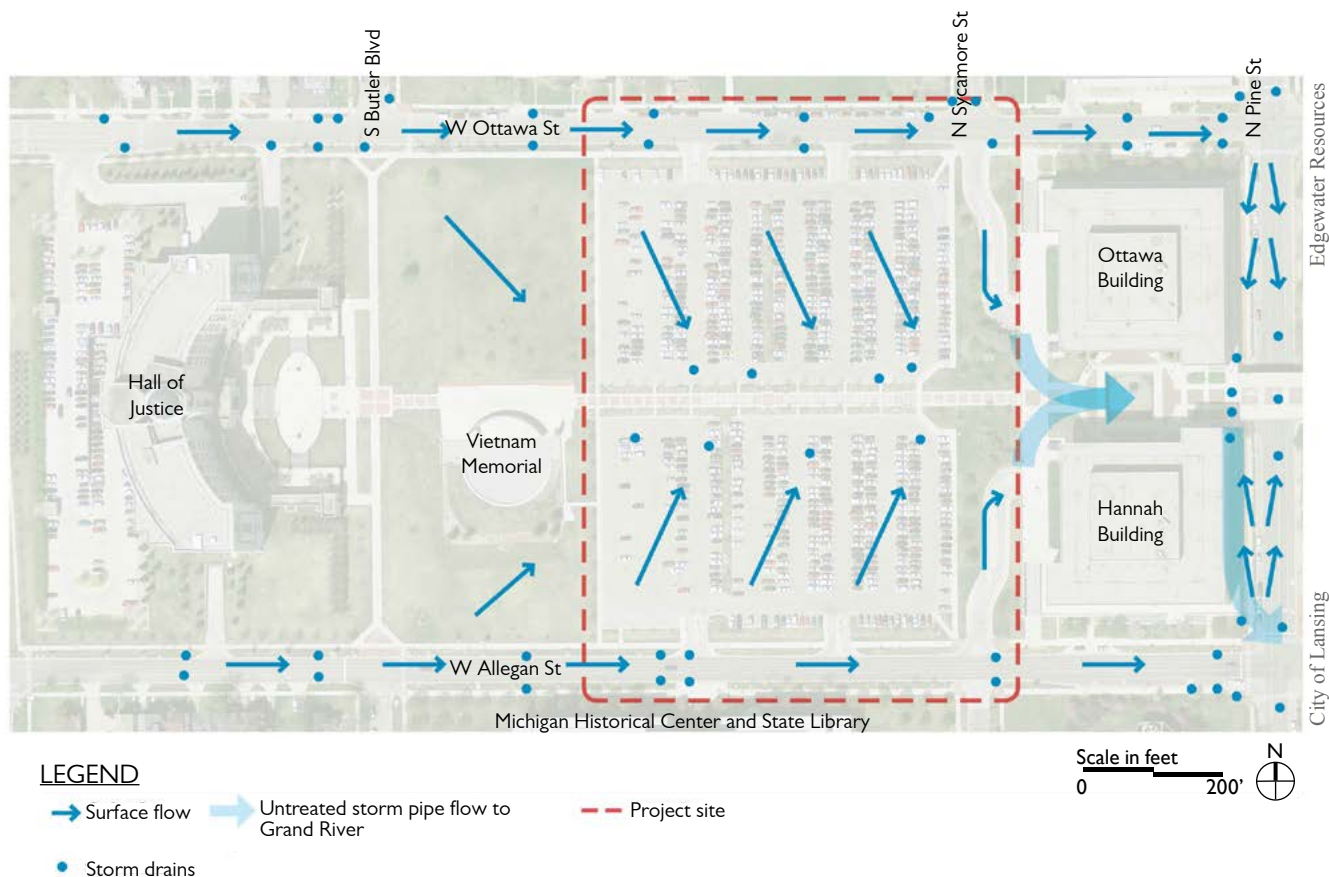 S Butler Blvd
N Sycamore St
N Pine St
W Ottawa St
Edgewater Resources
Ottawa
Building
Hall of
Justice
Vietnam
Memorial
Hannah
Building
W Allegan St
City of Lansing
Michigan Historical Center and State Library
LEGEND
Surface flow
Untreated storm pipe flow to
Grand River
Project site
Storm drains
Scale in feet
0 200'
N